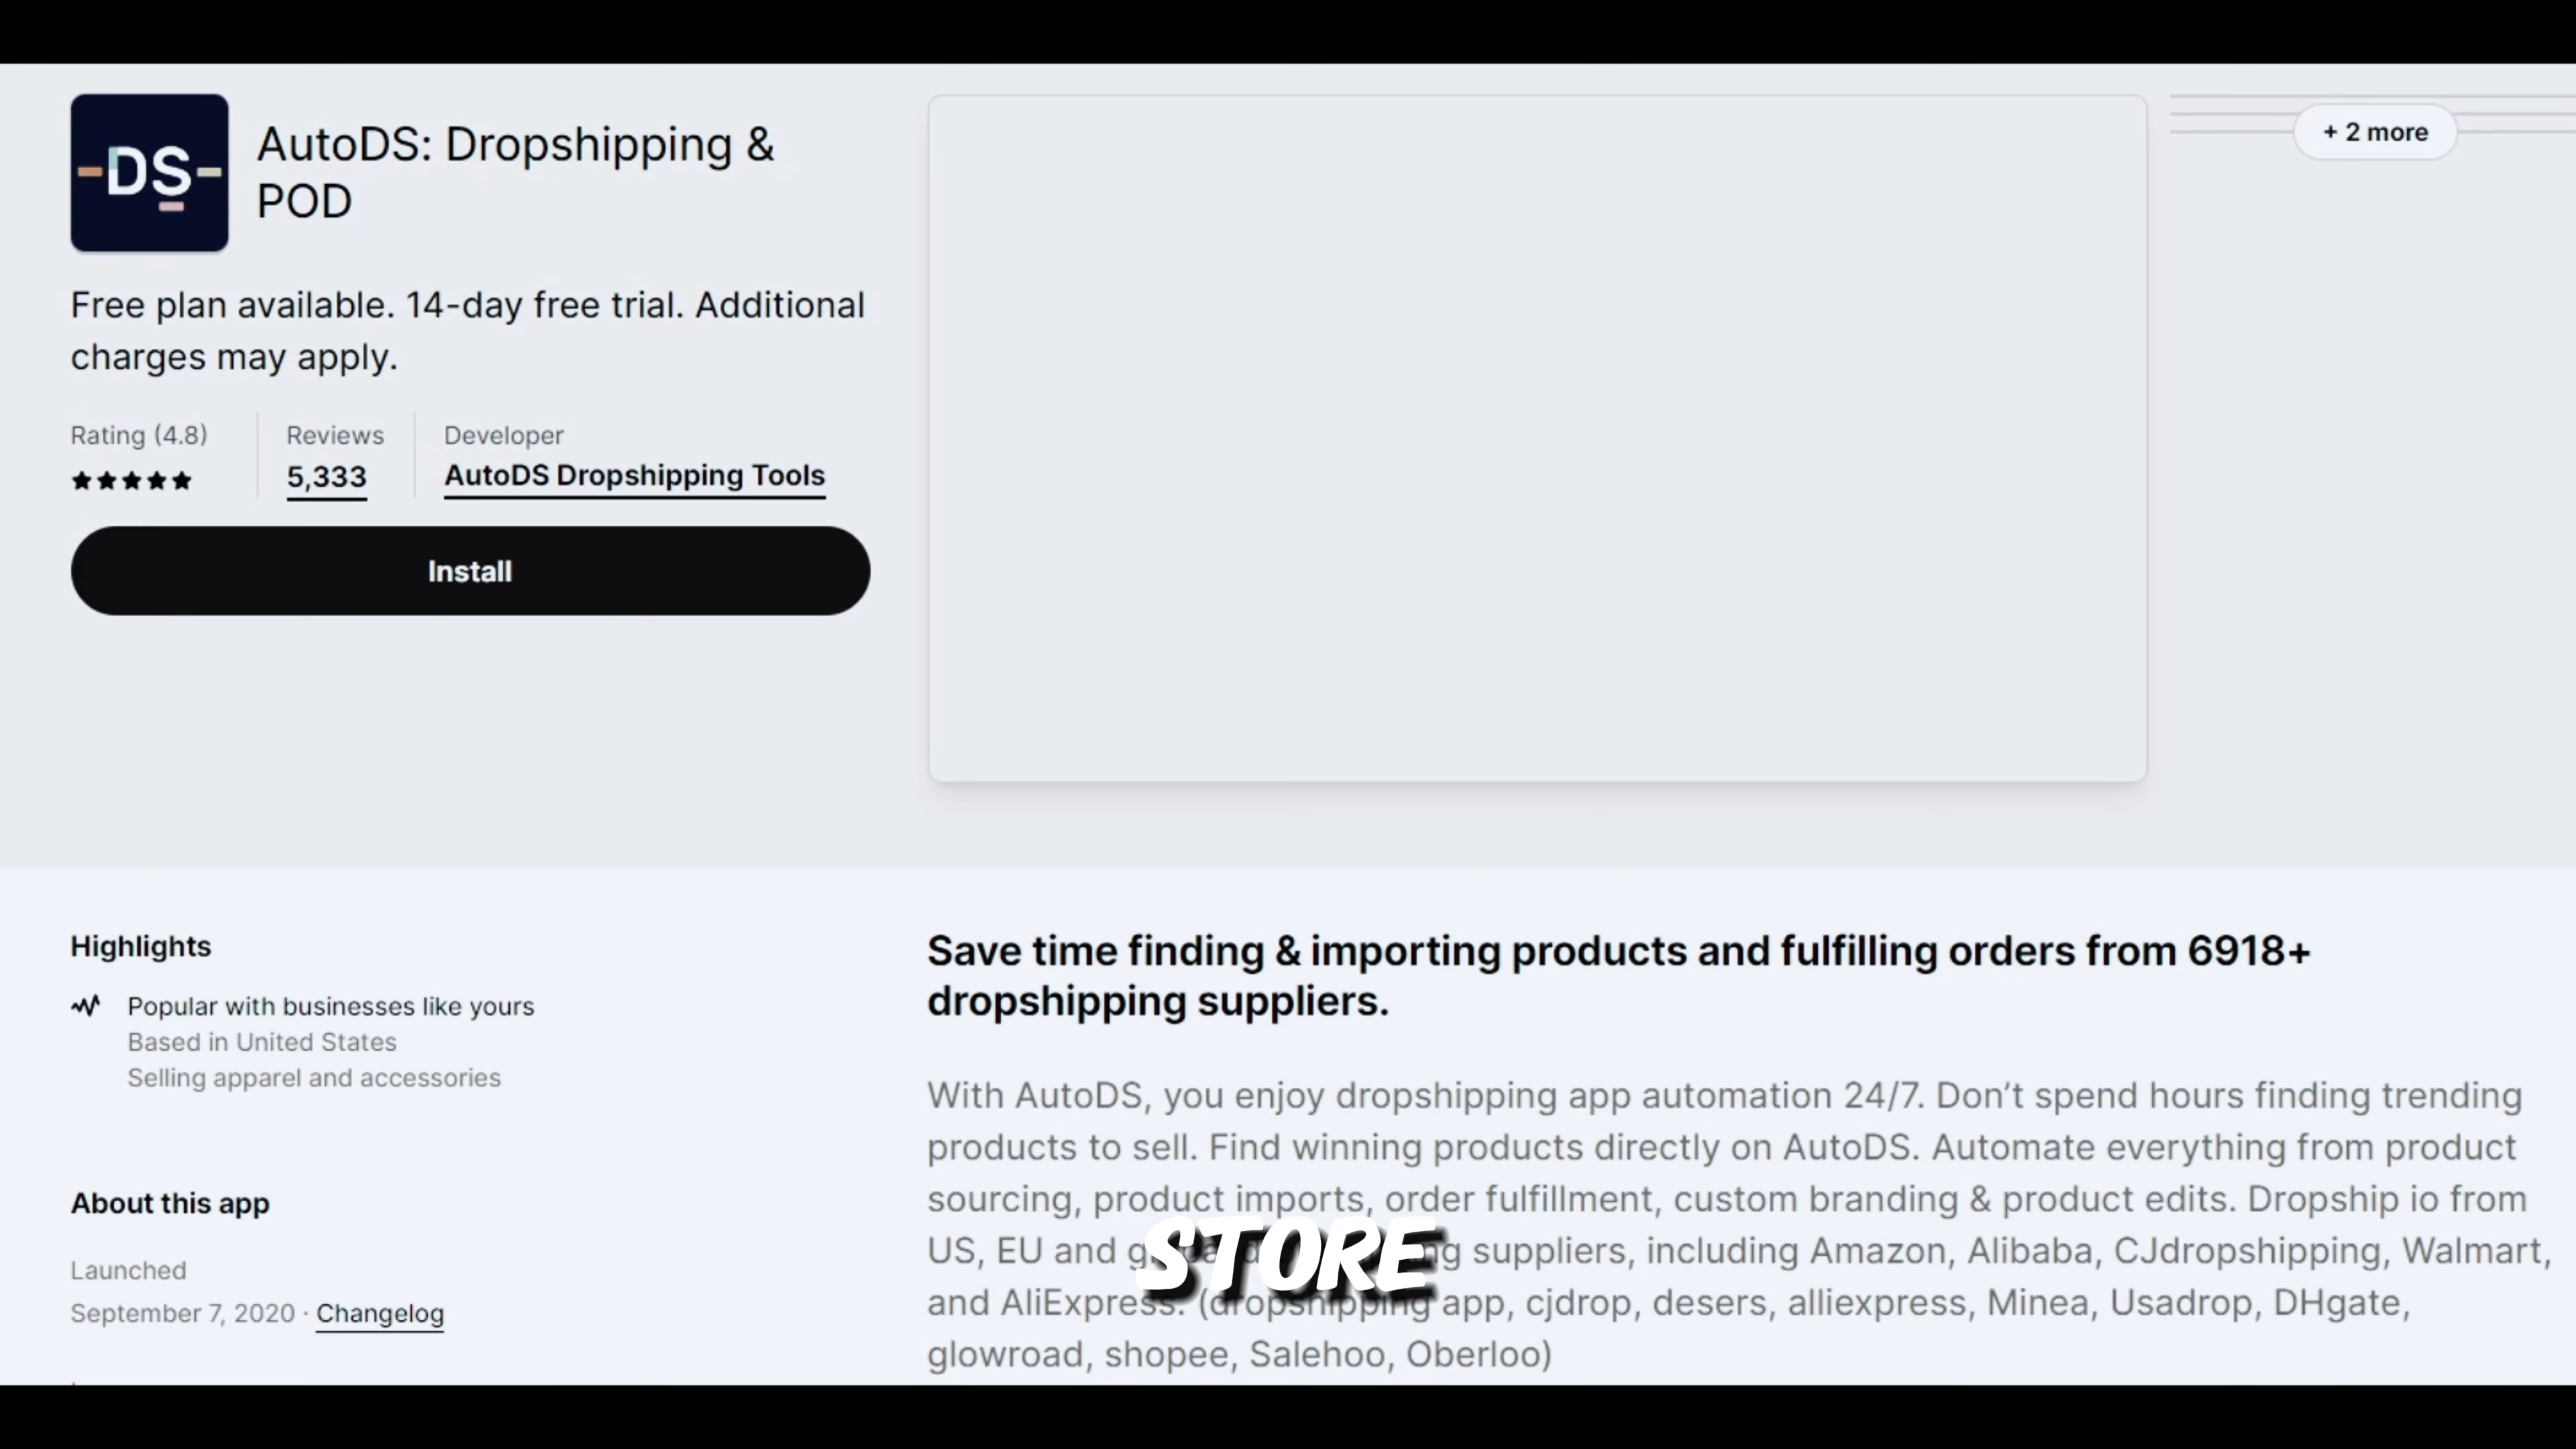 DS
AutoDS: Dropshipping &
POD
Free plan available. 14-day free trial. Additional
charges may apply.
Rating (4.8)
Reviews
5,333
Developer
AutoDS Dropshipping Tools
Install
+ 2 more
Highlights
Popular with businesses like yours
Based in United States
Selling apparel and accessories
About this app
Launched
September 7, 2020 · Changelog
Save time finding & importing products and fulfilling orders from 6918+
dropshipping suppliers.
With AutoDS, you enjoy dropshipping app automation 24/7. Don’t spend hours finding trending
products to sell. Find winning products directly on AutoDS. Automate everything from product
sourcing, product imports, order fulfillment, custom branding & product edits. Dropship io from
US, EU and suppliers, including Amazon, Alibaba, CJdropshipping, Walmart,
and AliExpress. (dropshipping app, cjdrop, desers, alliexpress, Minea, Usadrop, DHgate,
glowroad, shopee, Salehoo, Oberloo)
STORE